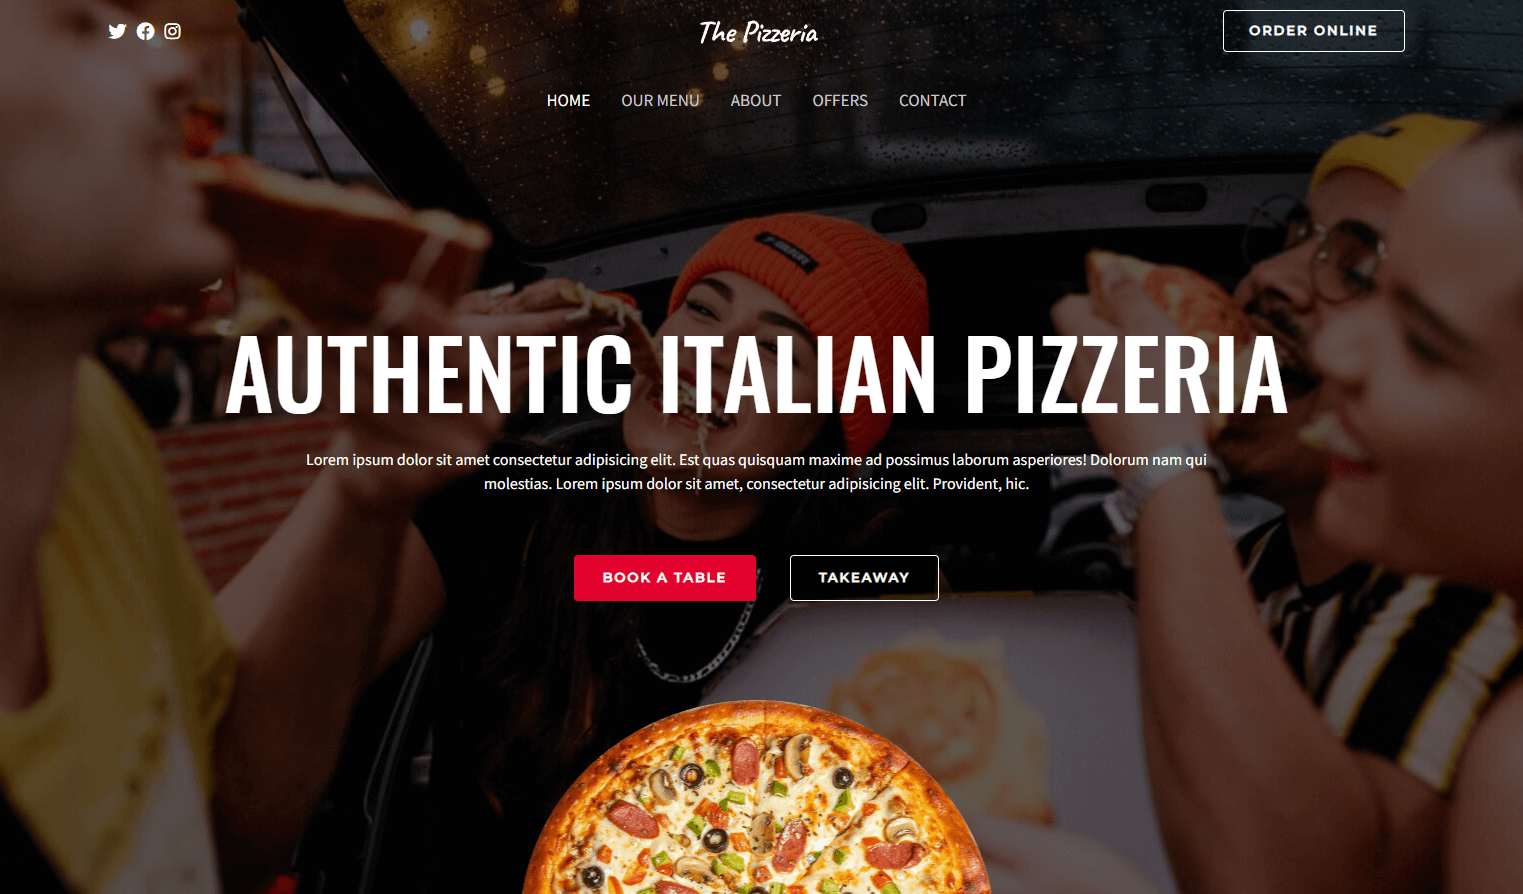 The Pizzeria
ORDER ONLINE
HOME OUR MENU ABOUT OFFERS CONTACT
AUTHENTIC ITALIAN PIZZERIA
Lorem ipsum dolor sit amet consectetur adipisicing elit. Est quas quisquam maxime ad possimus laborum asperiores! Dolorum nam qui
molestias. Lorem ipsum dolor sit amet, consectetur adipisicing elit. Provident, hic.
BOOK A TABLE
TAKEAWAY